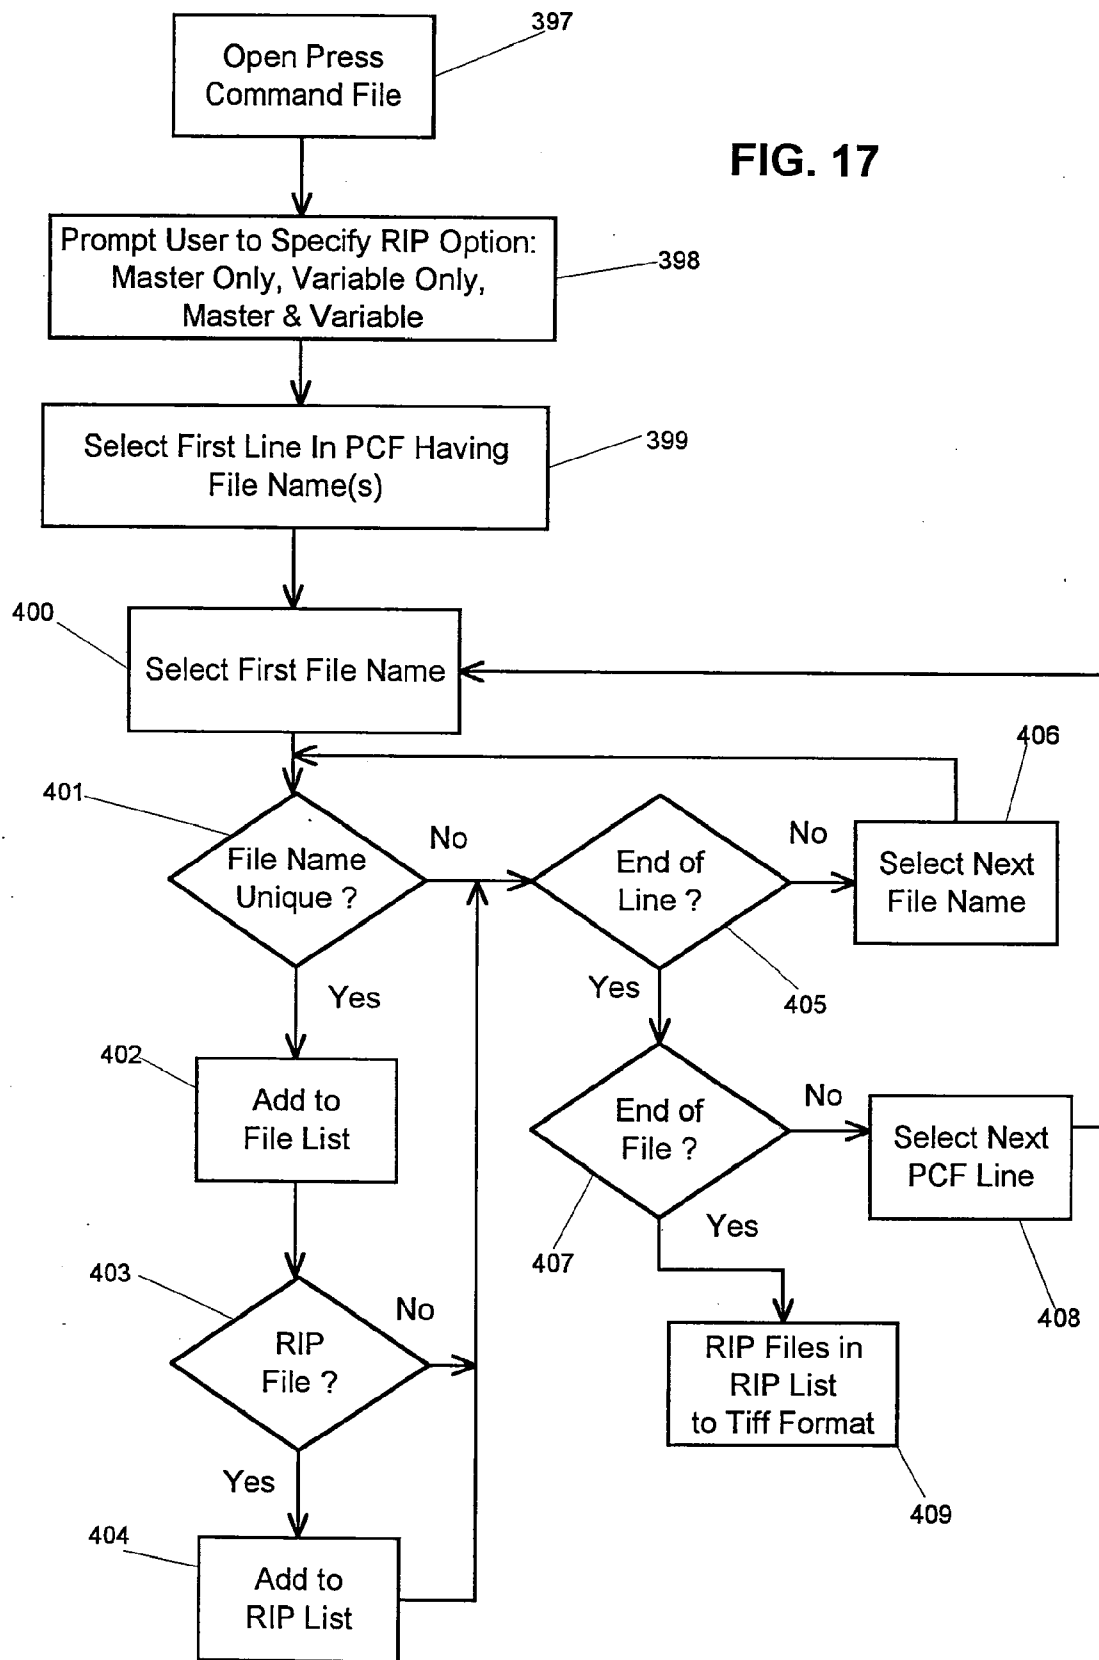 397
Open Press
Command File
FIG. 17
Prompt User to Specify RIP Option:
Master Only, Variable Only,
Master & Variable
398
Select First Line In PCF Having
File Name(s)
399
400
Select First File Name
406
401
File Name
Unique ?
No
End of
Line ?
No
Select Next
File Name
Yes
Yes
405
402
Add to
File List
End of
File ?
No
Select Next
PCF Line
Yes
407
408
403
RIP
File ?
No
RIP Files in
RIP List
to Tiff Format
Yes
409
404
Add to
RIP List